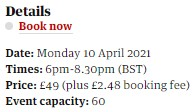 Details
Book now
Date: Monday 10 April 2021
Times: 6pm-8.30pm (BST)
Price: £49 (plus £2.48 booking fee)
Event capacity: 60